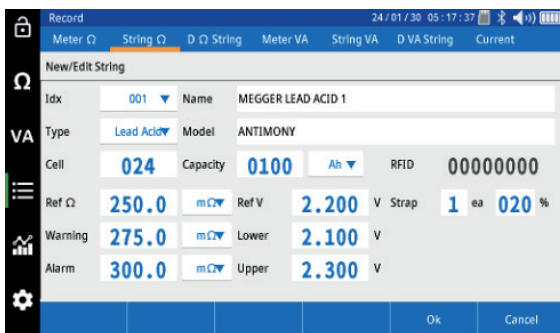 Record 24/01/30 05:17:37
Meter Ω String Ω D Ω String Meter VA String VA D VA String Current
New/Edit String
Ω
Idx 001 Name MEGGER LEAD ACID 1
VA
Type Lead Acid Model ANTIMONY
Cell 024 Capacity 0100 Ah RFID 00000000
Ref Ω 250.0 mΩ Ref V 2.200 V Strap 1 ea 020 %
Warning 275.0 mΩ Lower 2.100 V
Alarm 300.0 mΩ Upper 2.300 V
Ok Cancel